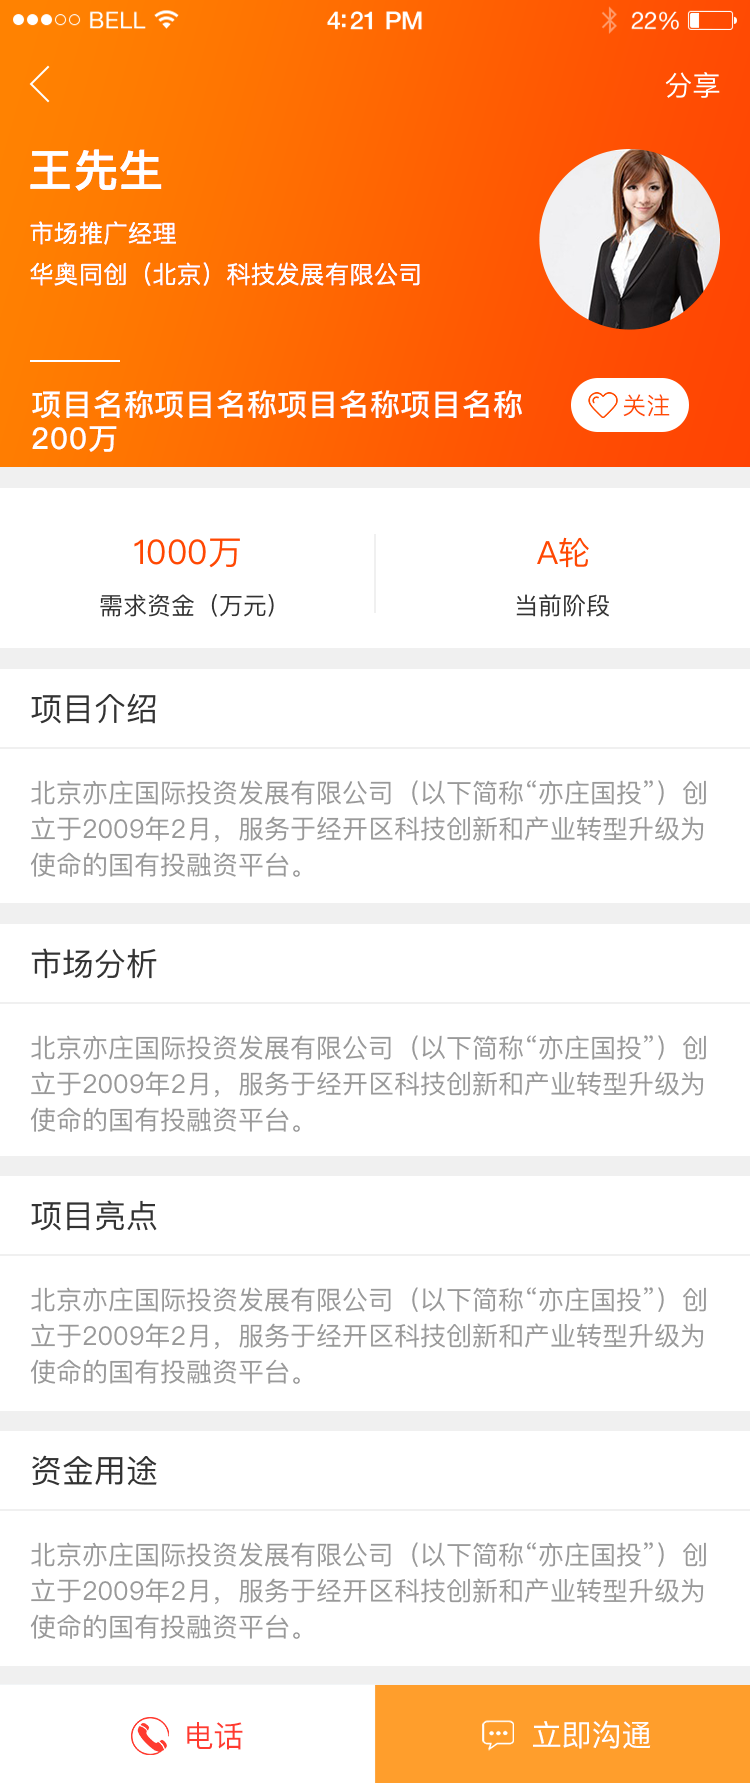 BELL 4:21 PM 22%
分享
王先生
市场推广经理
华奥同创（北京）科技发展有限公司
项目名称项目名称项目名称项目名称
200万
关注
1000万 A轮
需求资金（万元） 当前阶段
项目介绍
北京亦庄国际投资发展有限公司（以下简称“亦庄国投”）创
立于2009年2月，服务于经开区科技创新和产业转型升级为
使命的国有投融资平台。
市场分析
北京亦庄国际投资发展有限公司（以下简称“亦庄国投”）创
立于2009年2月，服务于经开区科技创新和产业转型升级为
使命的国有投融资平台。
项目亮点
北京亦庄国际投资发展有限公司（以下简称“亦庄国投”）创
立于2009年2月，服务于经开区科技创新和产业转型升级为
使命的国有投融资平台。
资金用途
北京亦庄国际投资发展有限公司（以下简称“亦庄国投”）创
立于2009年2月，服务于经开区科技创新和产业转型升级为
使命的国有投融资平台。
电话 立即沟通